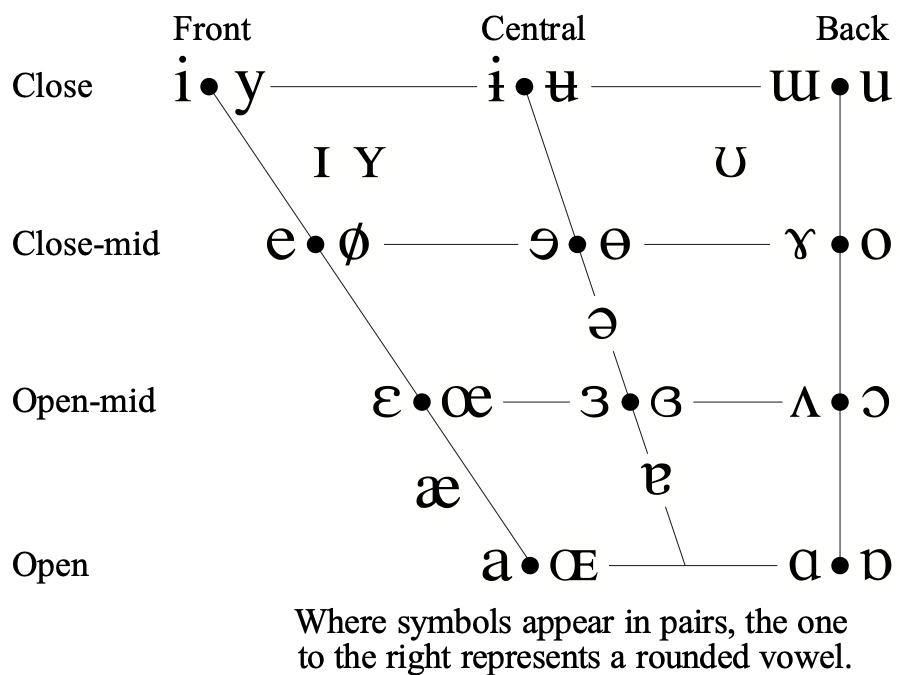 Front Central Back
Close i y ɨ ʉ ɯ u
ɪ ʏ ʊ
Close-mid e ø ɘ ɵ ɤ o
ə
Open-mid ɛ œ ɜ ɞ ʌ ɔ
æ ɐ
Open a ɶ ɑ ɒ
Where symbols appear in pairs, the one
to the right represents a rounded vowel.